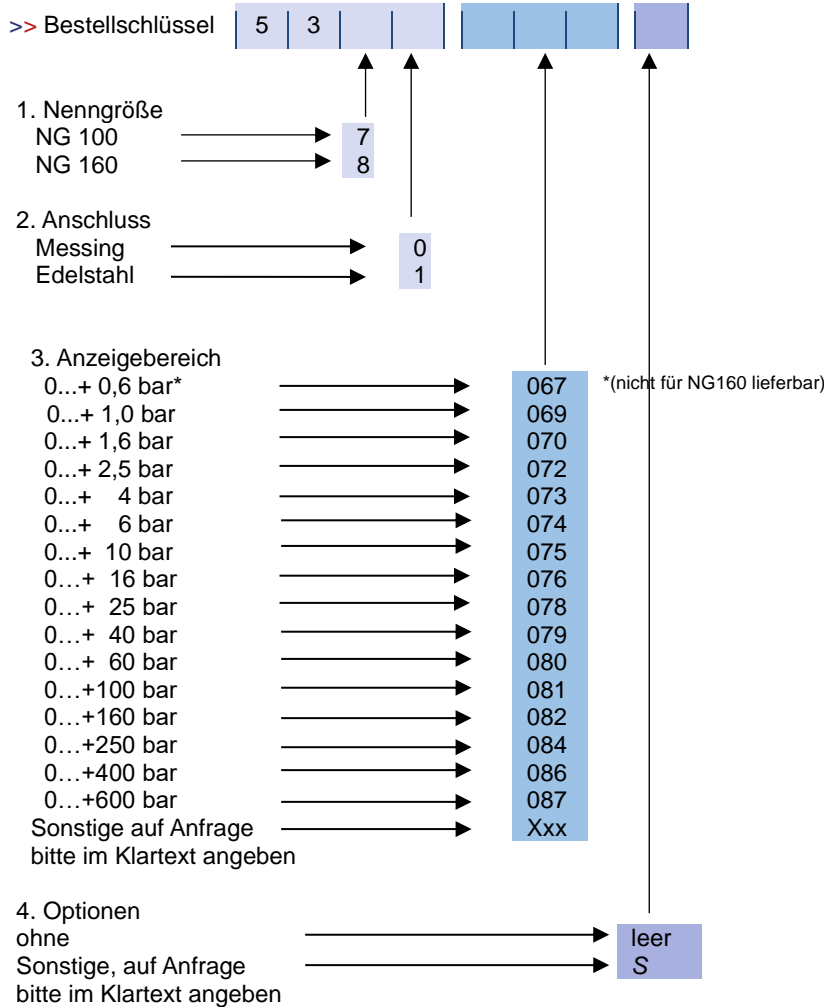 >> Bestellschlüssel 5 3
1. Nenngröße
NG 100 7
NG 160 8
2. Anschluss
Messing 0
Edelstahl 1
3. Anzeigebereich
0...+ 0,6 bar* 067 *(nicht für NG160 lieferbar)
0...+ 1,0 bar 069
0...+ 1,6 bar 070
0...+ 2,5 bar 072
0...+ 4 bar 073
0...+ 6 bar 074
0...+ 10 bar 075
0…+ 16 bar 076
0…+ 25 bar 078
0…+ 40 bar 079
0…+ 60 bar 080
0…+100 bar 081
0…+160 bar 082
0…+250 bar 084
0…+400 bar 086
0…+600 bar 087
Sonstige auf Anfrage Xxx
bitte im Klartext angeben
4. Optionen
ohne leer
Sonstige, auf Anfrage S
bitte im Klartext angeben